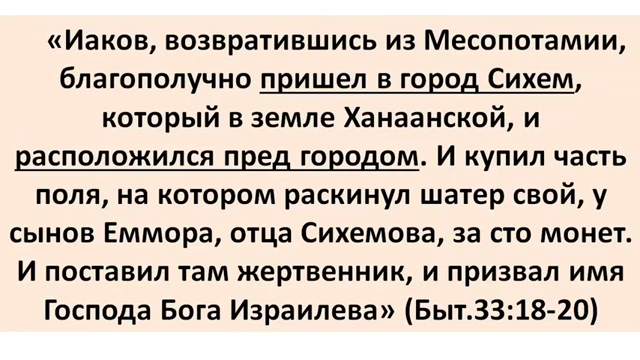 «Иаков, возвратившись из Месопотамии,
благополучно пришел в город Сихем,
который в земле Ханаанской, и
расположился пред городом. И купил часть
поля, на котором раскинул шатер свой, у
сынов Еммора, отца Сихемова, за сто монет.
И поставил там жертвенник, и призвал имя
Господа Бога Израилева» (Быт.33:18-20)